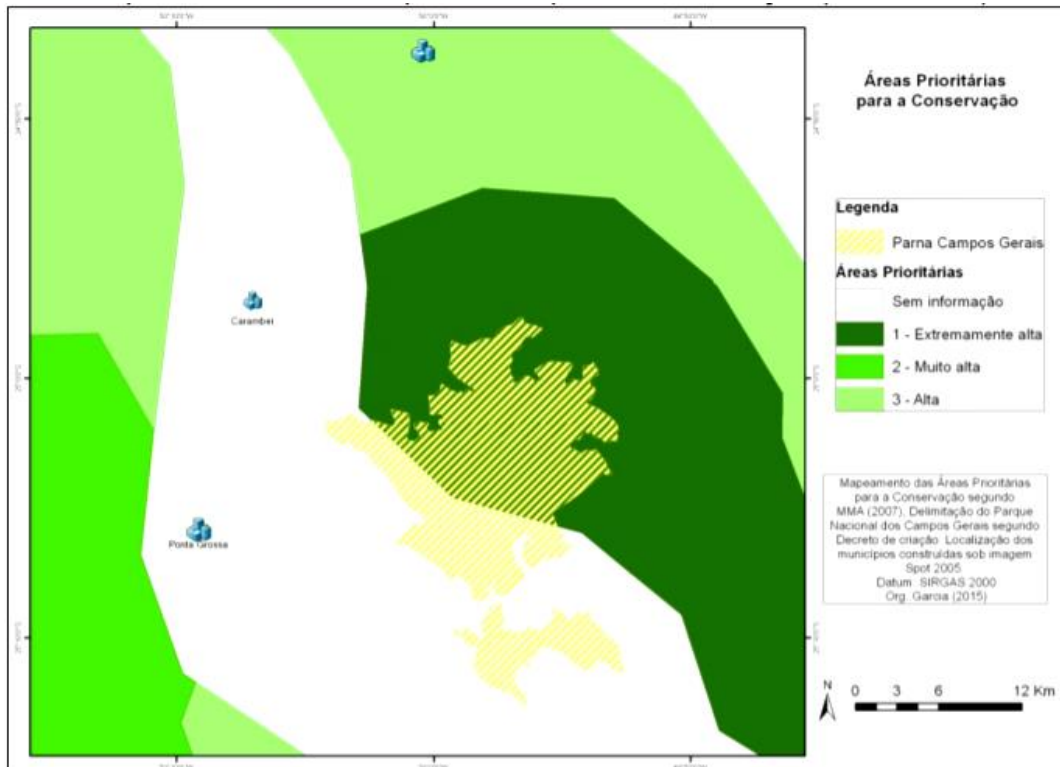 Áreas Prioritárias
para a Conservação
Legenda
Parna Campos Gerais
Áreas Prioritárias
Sem informação
1 - Extremamente alta
2 - Muito alta
3 - Alta
Carambei
Ponta Grossa
Mapeamento das Áreas Prioritárias
para a Conservação segundo
MMA (2007), Delimitação do Parque
Nacional dos Campos Gerais segundo
Decreto de criação. Localização dos
municípios construídas sob imagem
Spot 2005
Datum: SIRGAS 2000
Org.:Garcia (2015)
N
0 3 6 12 Km